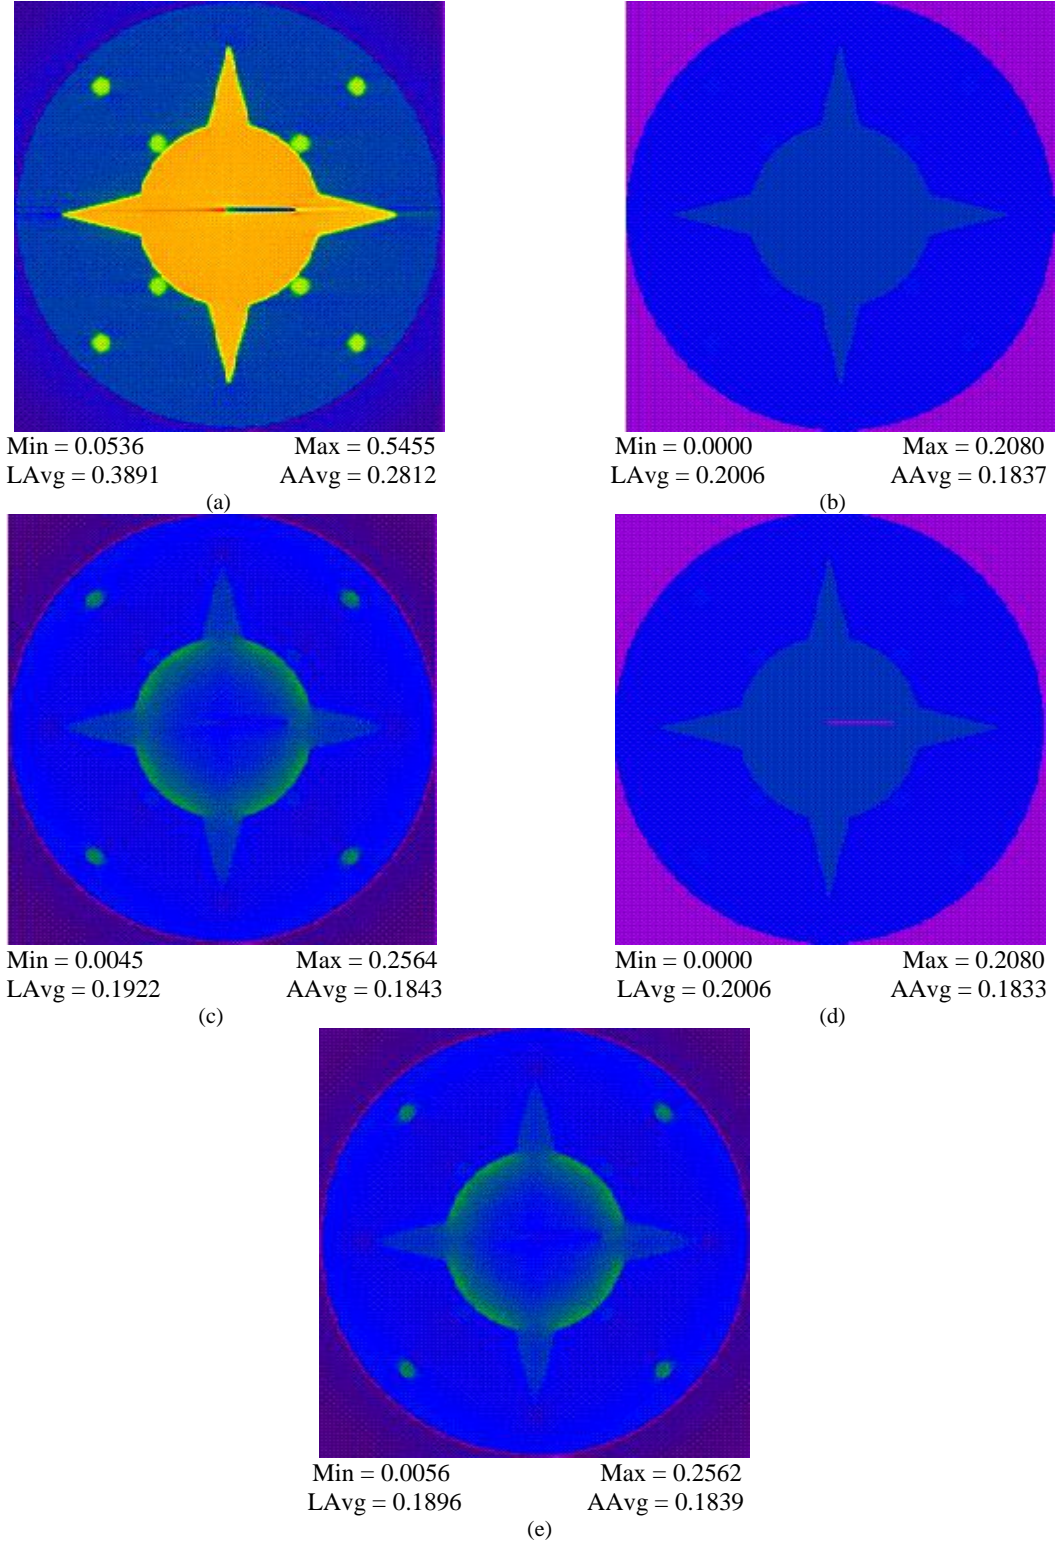 Min = 0.0536 Max = 0.5455
LAvg = 0.3891 AAvg = 0.2812
(a)
Min = 0.0000 Max = 0.2080
LAvg = 0.2006 AAvg = 0.1837
(b)
Min = 0.0045 Max = 0.2564
LAvg = 0.1922 AAvg = 0.1843
(c)
Min = 0.0000 Max = 0.2080
LAvg = 0.2006 AAvg = 0.1833
(d)
Min = 0.0056 Max = 0.2562
LAvg = 0.1896 AAvg = 0.1839
(e)